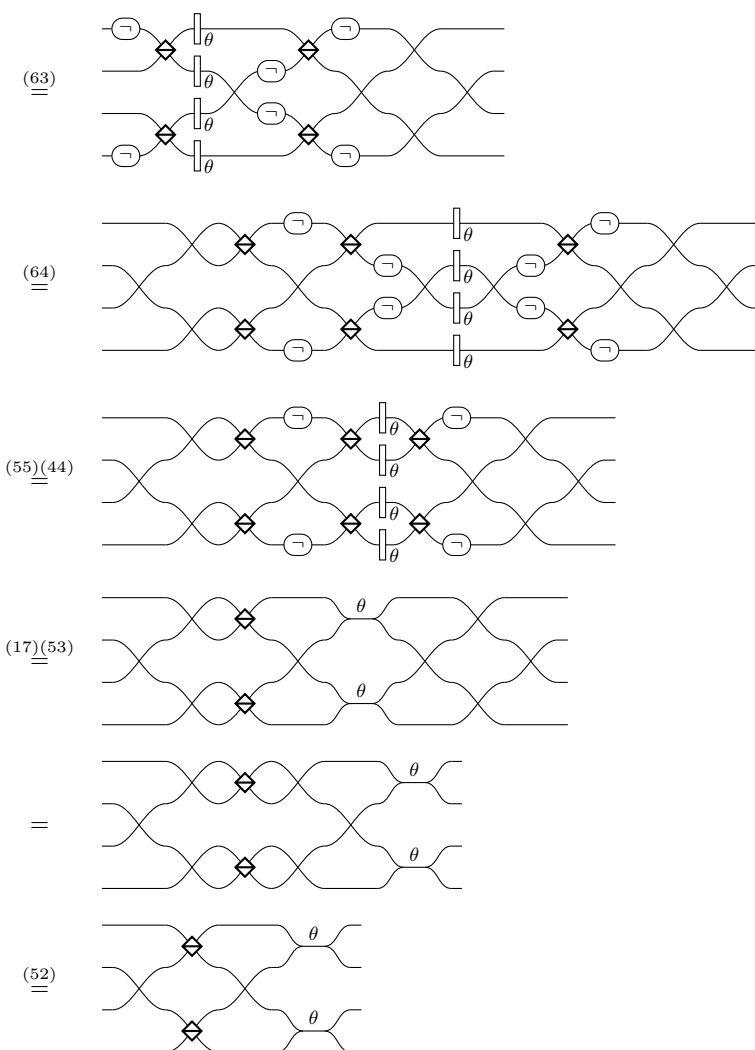 ¬ ¬
θ
¬ θ
(63)
=
¬ θ
¬ ¬ θ
¬ ¬
θ
¬ ¬
(64)
=
¬ ¬ θ
¬ ¬ θ
¬ ¬ θ
¬ ¬
¬ ¬
θ
(55)(44)
=
θ
θ
¬ ¬
θ
θ
(17)(53)
=
θ
θ
=
θ
θ
(52)
=
θ